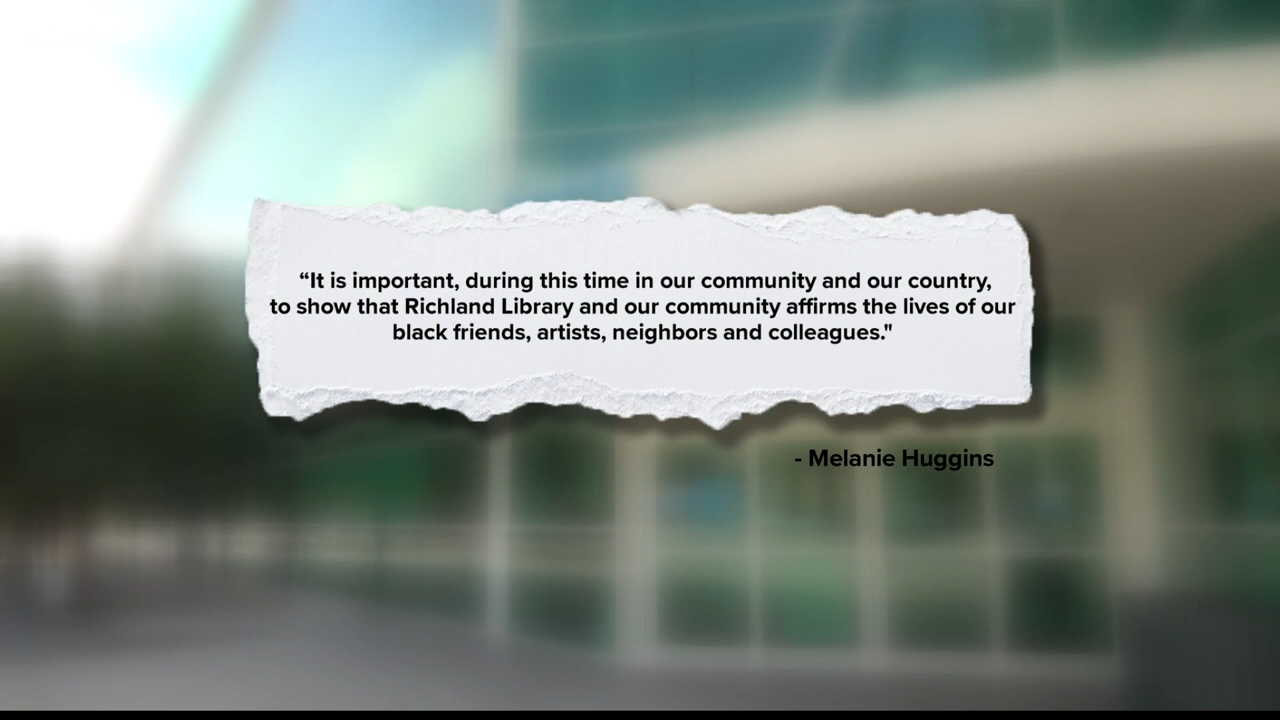 “It is important, during this time in our community and our country,
to show that Richland Library and our community affirms the lives of our
black friends, artists, neighbors and colleagues."
- Melanie Huggins